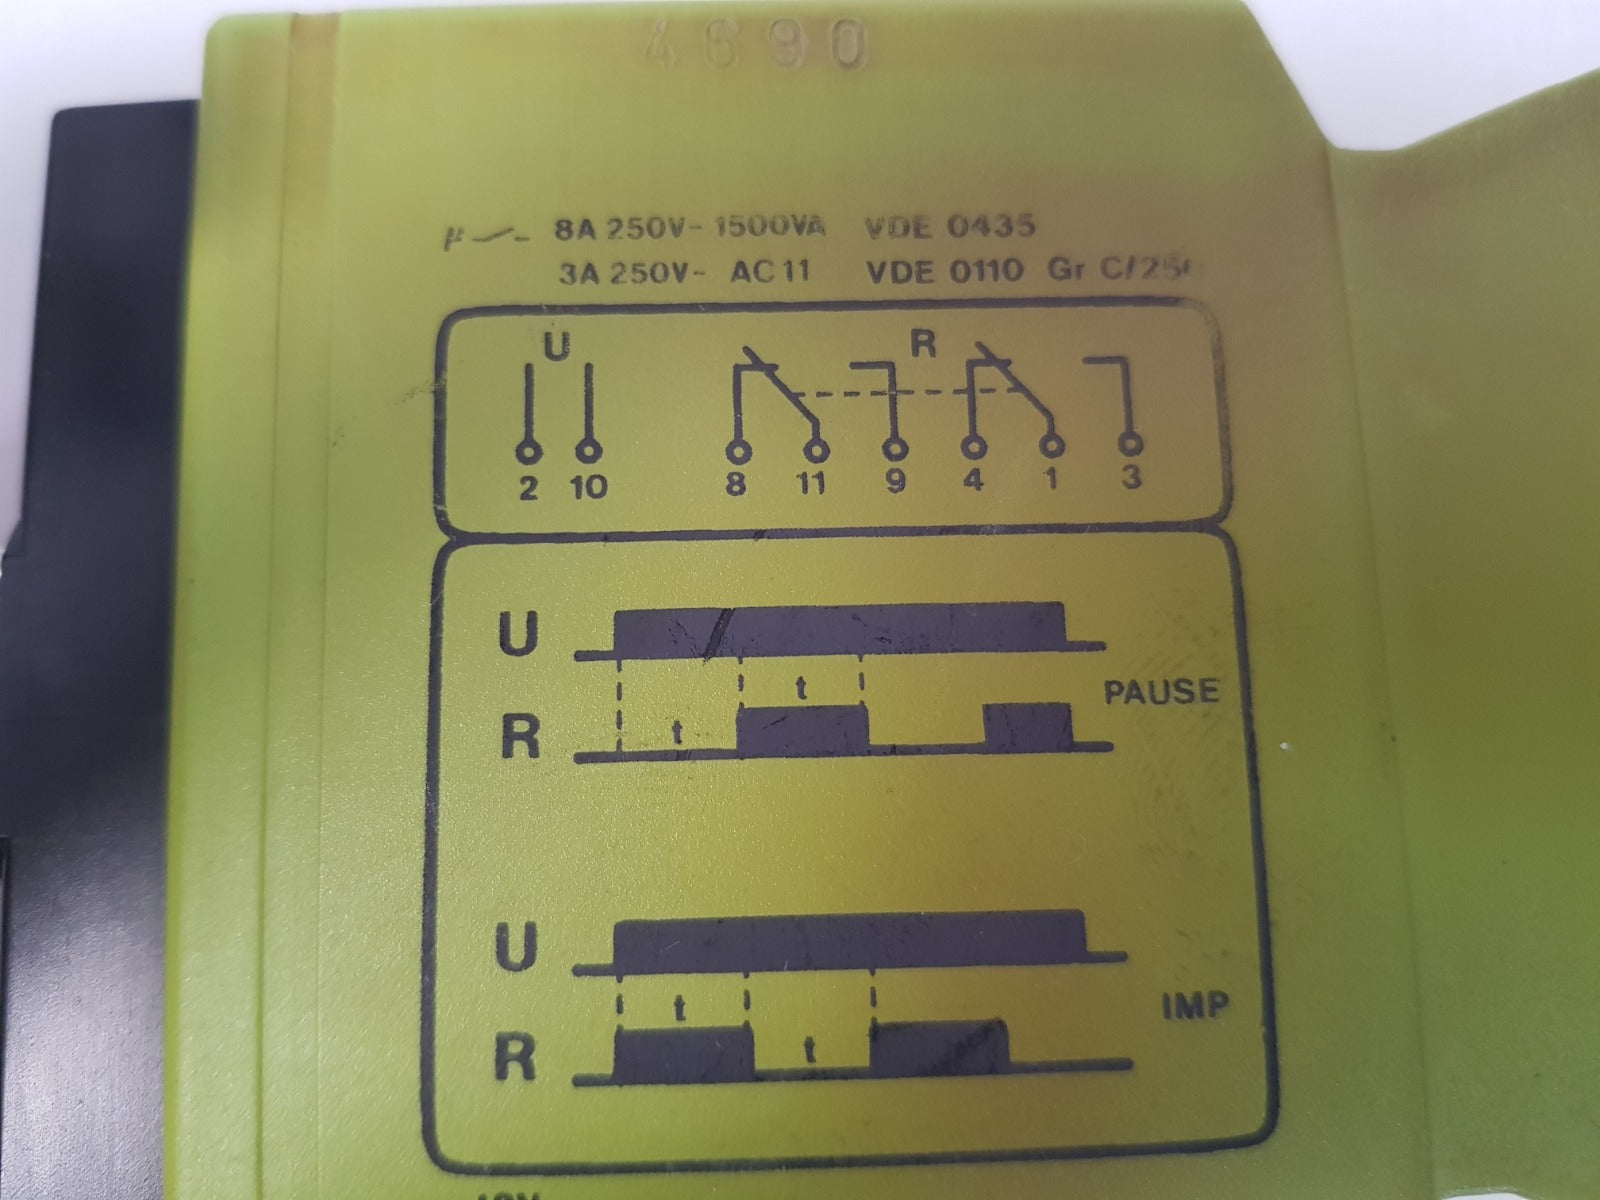 4690
µ 8A 250V~ 1500VA VDE 0435
3A 250V~ AC11 VDE 0110 Gr C/250
U R
2 10 8 11 9 4 1 3
U
t
PAUSE
R t
U
t
IMP
R t